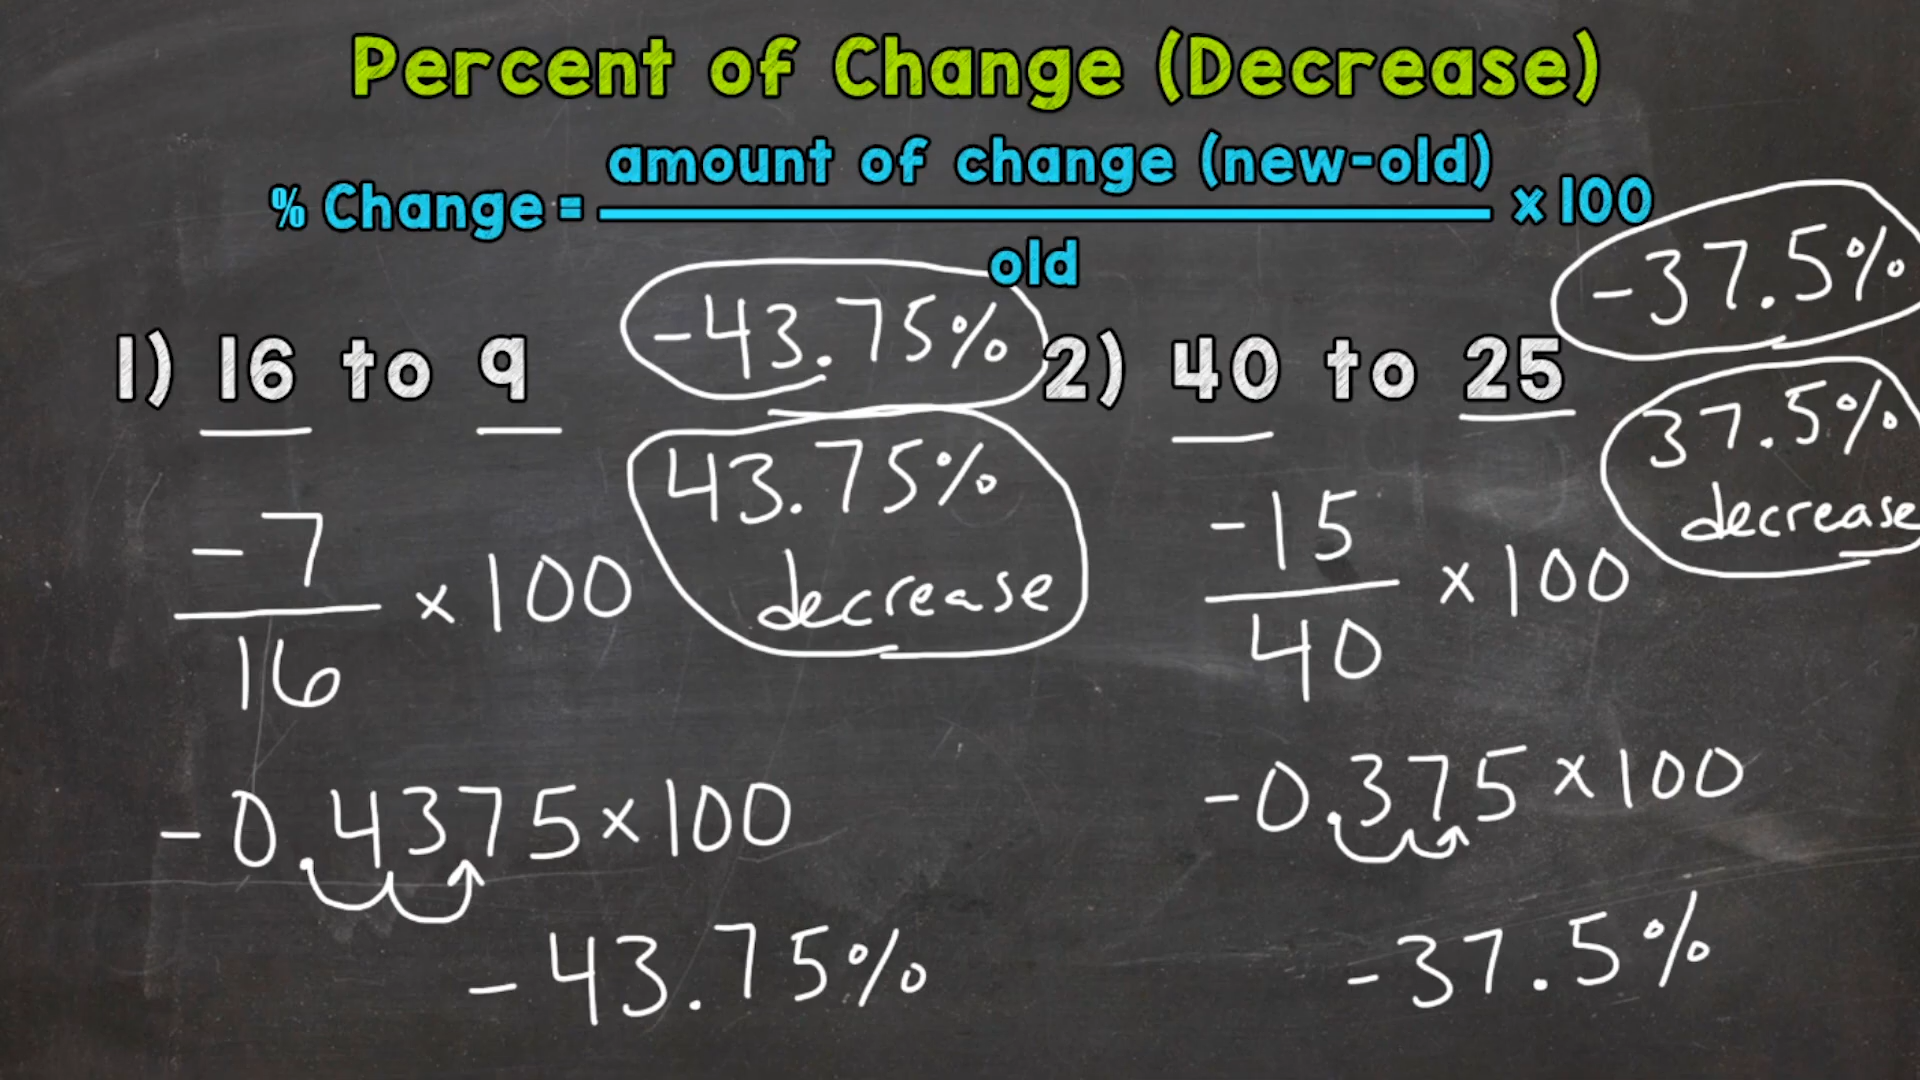 Percent of Change (Decrease)
% Change = amount of change (new-old) x 100
old
1) 16 to 9
-43.75%
43.75%
decrease
-7
16
x 100
-0.4375 x 100
-43.75%
2) 40 to 25
-37.5%
37.5%
decrease
-15
40
x 100
-0.375 x 100
-37.5%